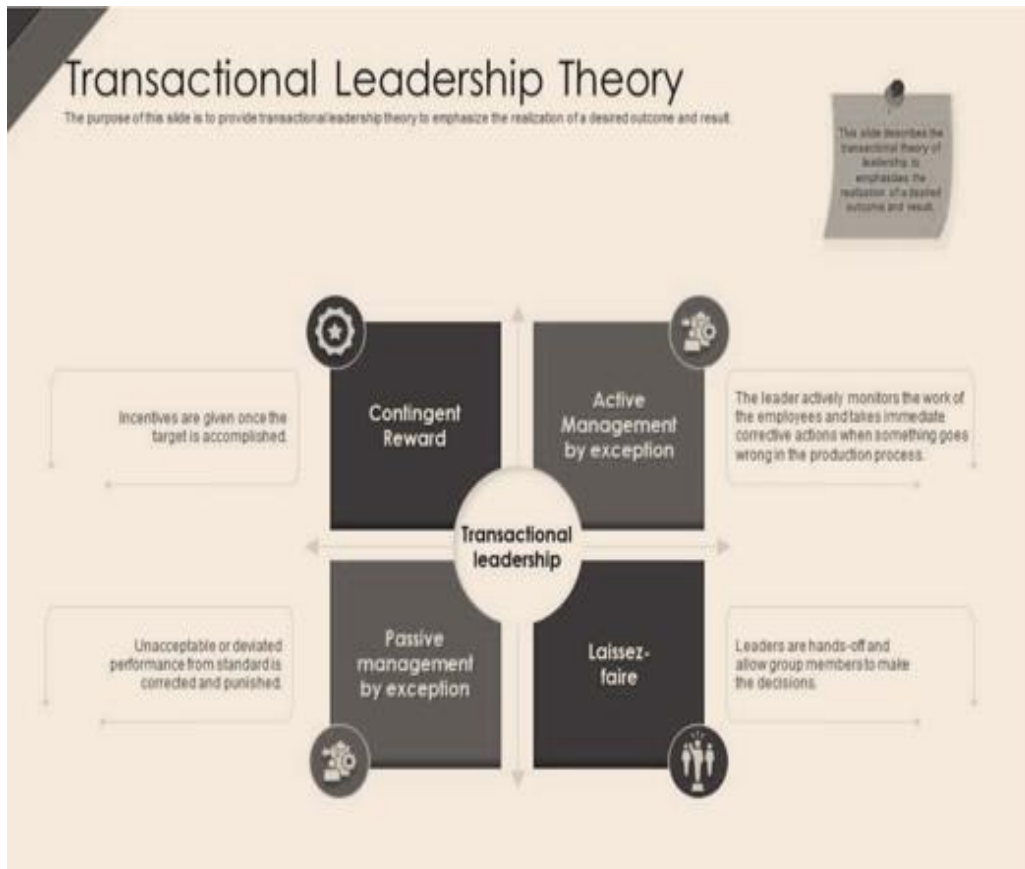 Transactional Leadership Theory
The purpose of this slide is to provide transactional leadership theory to emphasize the realization of a desired outcome and result.
This slide describes the
transactional theory of
leadership to
emphasizes the
realization of a desired
outcome and result.
Contingent
Reward
Incentives are given once the
target is accomplished.
Active
Management
by exception
The leader actively monitors the work of
the employees and takes immediate
corrective actions when something goes
wrong in the production process.
Transactional
leadership
Passive
management
by exception
Unacceptable or deviated
performance from standard is
corrected and punished.
Laissez-
faire
Leaders are hands-off and
allow group members to make
the decisions.